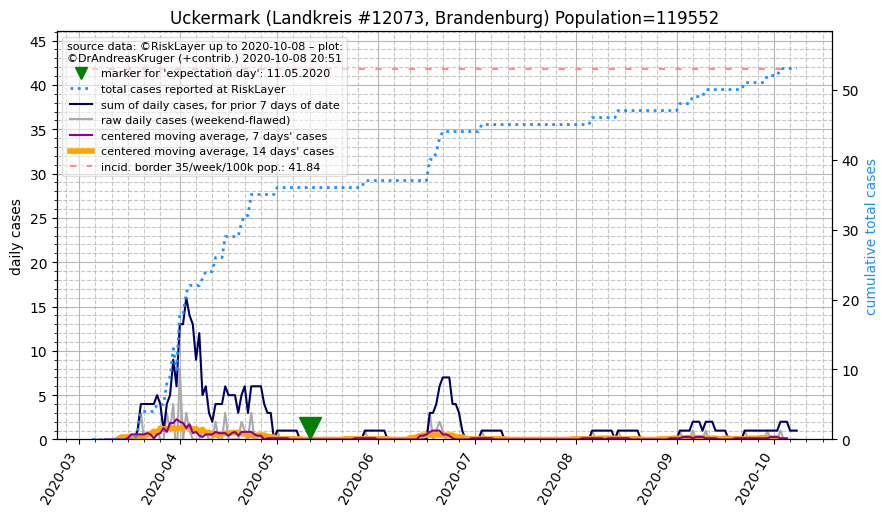 Uckermark (Landkreis #12073, Brandenburg) Population=119552
source data: ©RiskLayer up to 2020-10-08 – plot:
©DrAndreasKruger (+contrib.) 2020-10-08 20:51
marker for 'expectation day': 11.05.2020
total cases reported at RiskLayer
sum of daily cases, for prior 7 days of date
raw daily cases (weekend-flawed)
centered moving average, 7 days' cases
centered moving average, 14 days' cases
incid. border 35/week/100k pop.: 41.84
daily cases
45
40
35
30
25
20
15
10
5
0
cumulative total cases
50
40
30
20
10
0
2020-03
2020-04
2020-05
2020-06
2020-07
2020-08
2020-09
2020-10